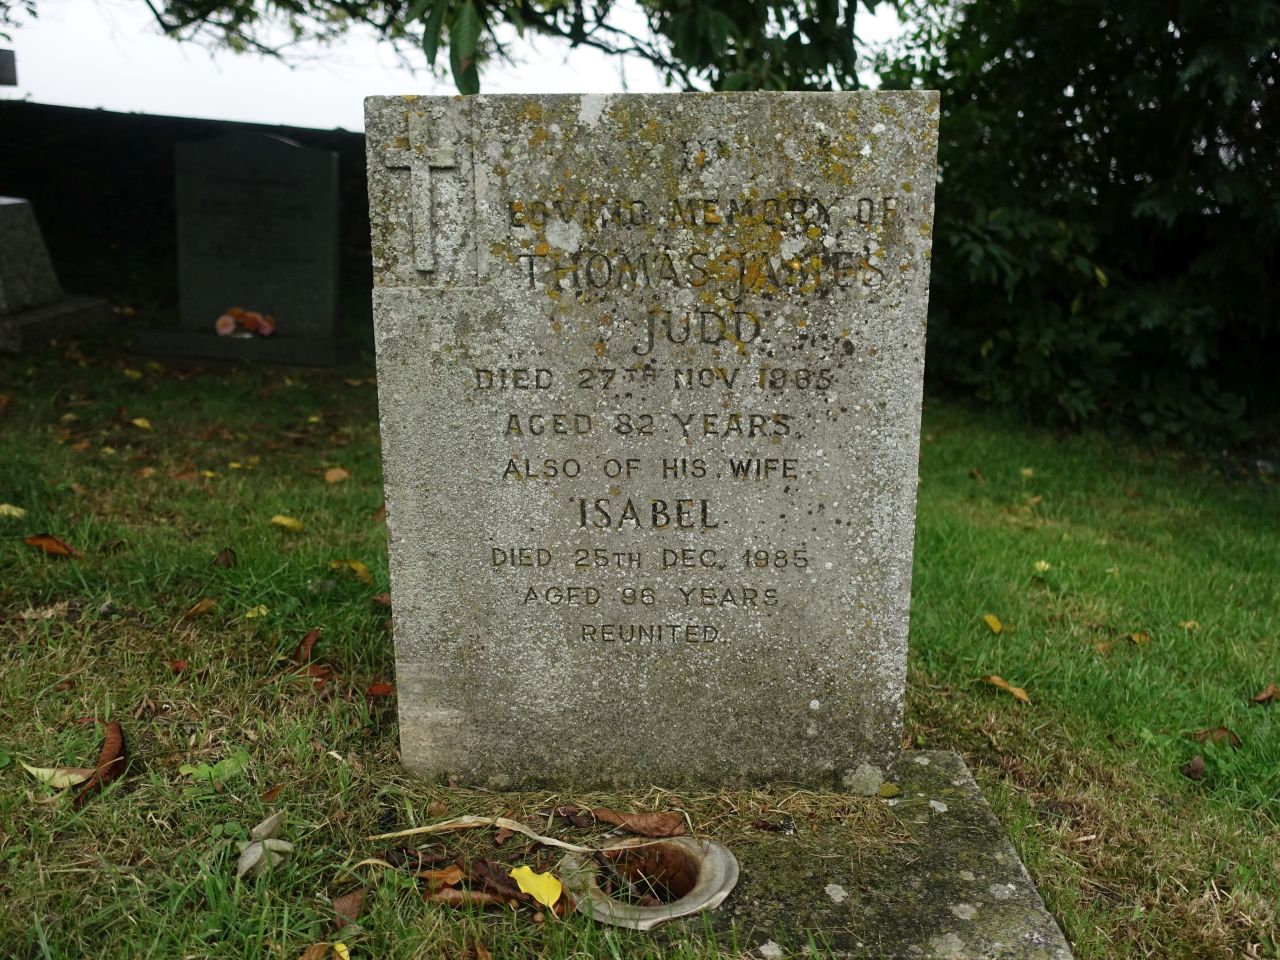 IN
LOVING MEMORY OF
THOMAS JAMES
JUDD
DIED 27TH NOV 1965
AGED 82 YEARS
ALSO OF HIS WIFE
ISABEL
DIED 25TH DEC. 1985
AGED 96 YEARS
REUNITED